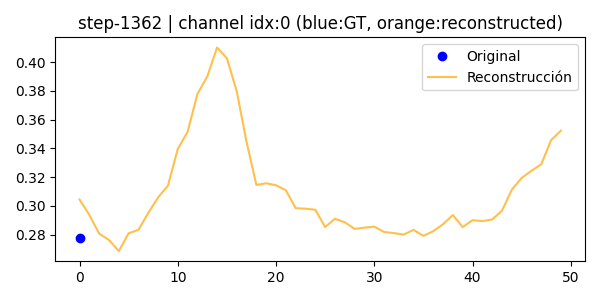 step-1362 | channel idx:0 (blue:GT, orange:reconstructed)
Original
Reconstrucción
0.40
0.38
0.36
0.34
0.32
0.30
0.28
0 10 20 30 40 50